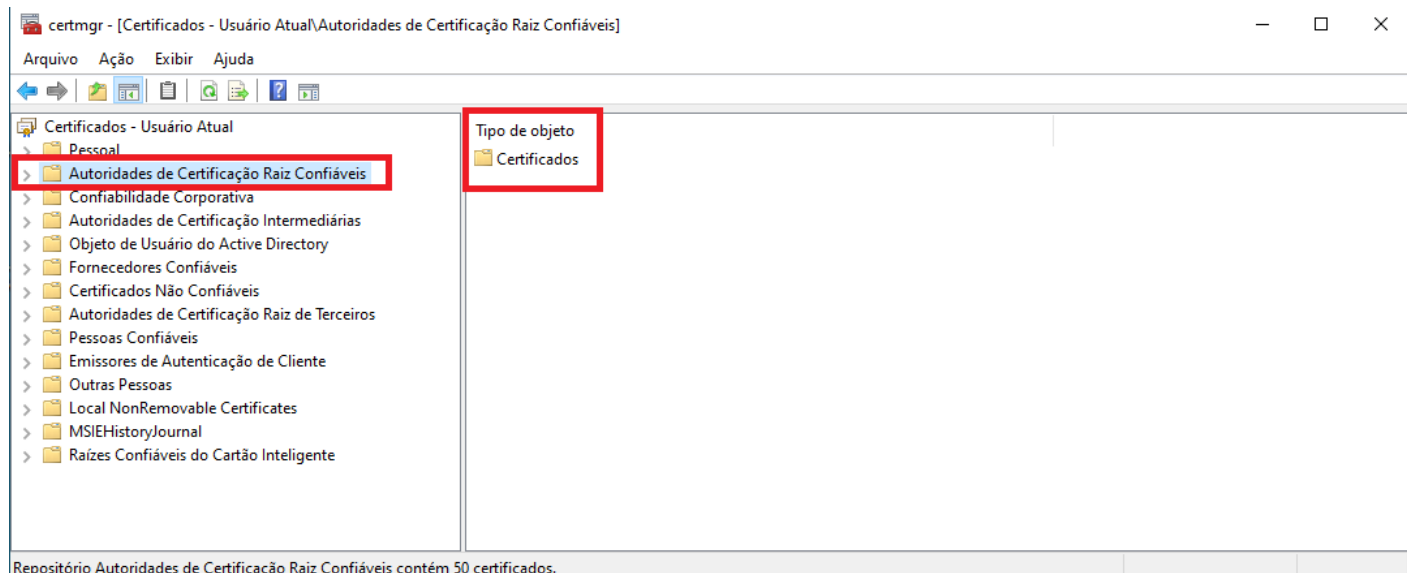 certmgr - [Certificados - Usuário Atual\Autoridades de Certificação Raiz Confiáveis]
Arquivo Ação Exibir Ajuda
Certificados - Usuário Atual
Pessoal
Autoridades de Certificação Raiz Confiáveis
Confiabilidade Corporativa
Autoridades de Certificação Intermediárias
Objeto de Usuário do Active Directory
Fornecedores Confiáveis
Certificados Não Confiáveis
Autoridades de Certificação Raiz de Terceiros
Pessoas Confiáveis
Emissores de Autenticação de Cliente
Outras Pessoas
Local NonRemovable Certificates
MSIEHistoryJournal
Raízes Confiáveis do Cartão Inteligente
Tipo de objeto
Certificados
Repositório Autoridades de Certificação Raiz Confiáveis contém 50 certificados.